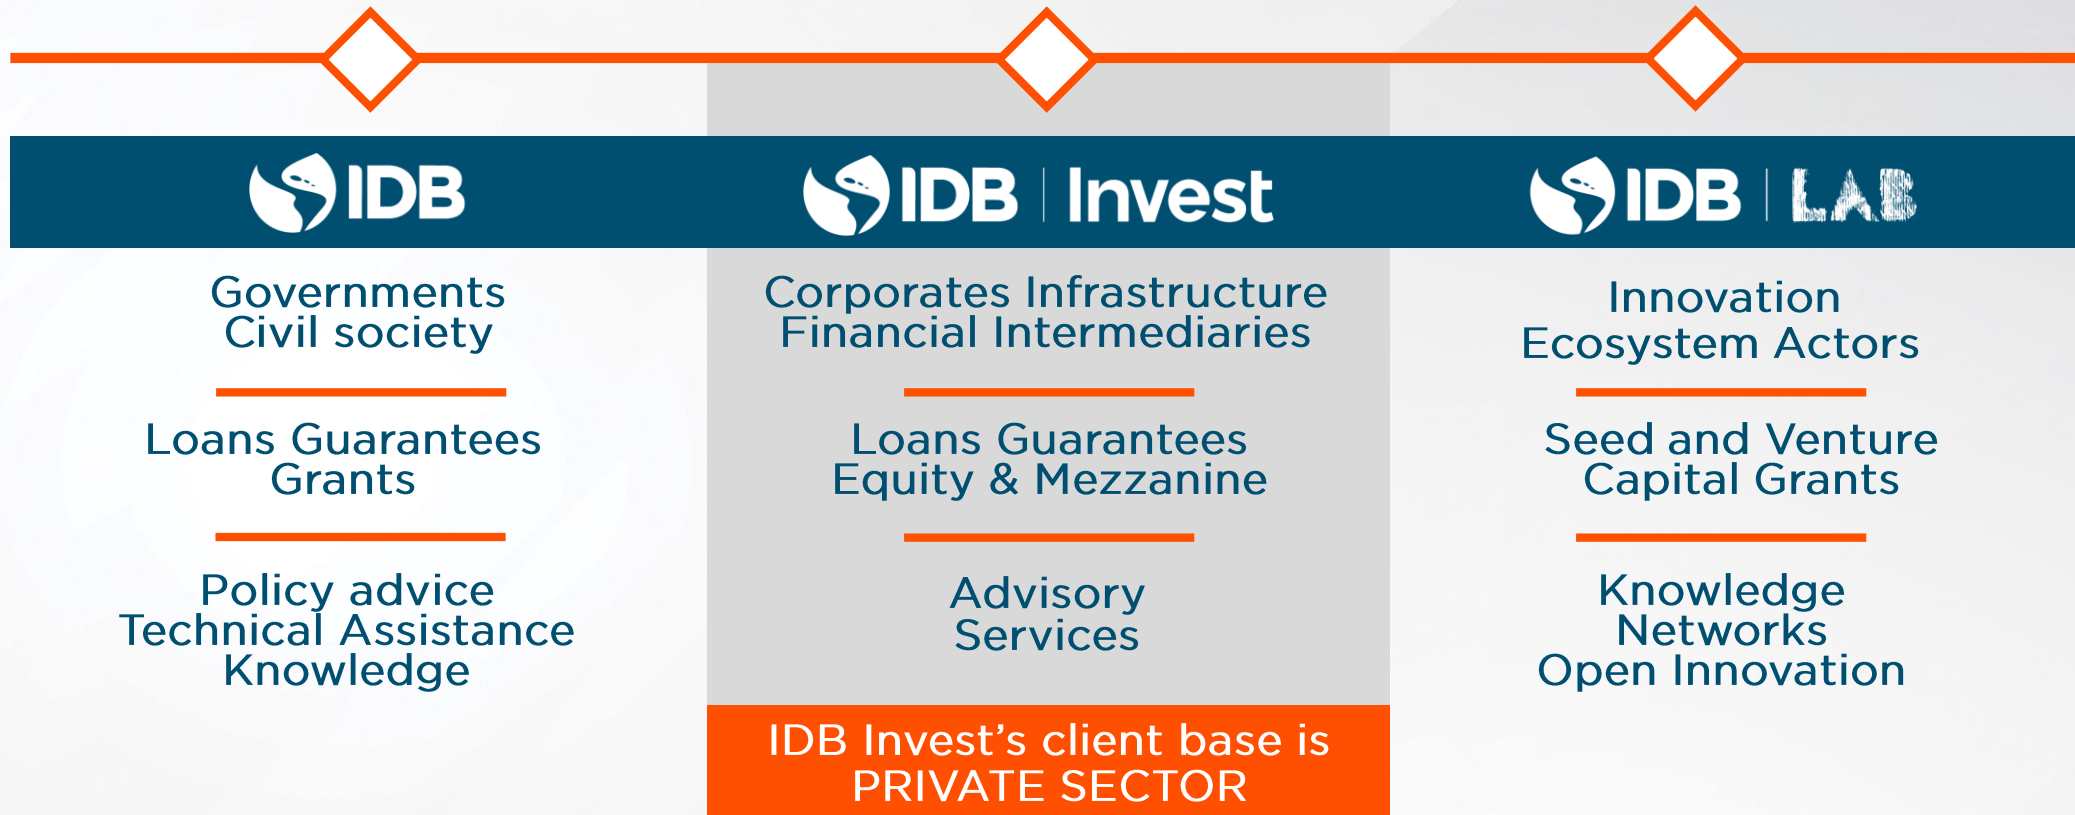 IDB
Governments
Civil society
Loans Guarantees
Grants
Policy advice
Technical Assistance
Knowledge
IDB | Invest
Corporates Infrastructure
Financial Intermediaries
Loans Guarantees
Equity & Mezzanine
Advisory
Services
IDB Invest’s client base is
PRIVATE SECTOR
IDB | LAB
Innovation
Ecosystem Actors
Seed and Venture
Capital Grants
Knowledge
Networks
Open Innovation